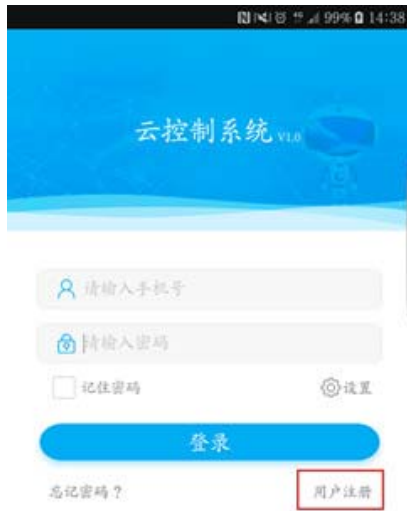 99% 14:38
云控制系统 V1.0
请输入手机号
请输入密码
记住密码 设置
登录
忘记密码？ 用户注册